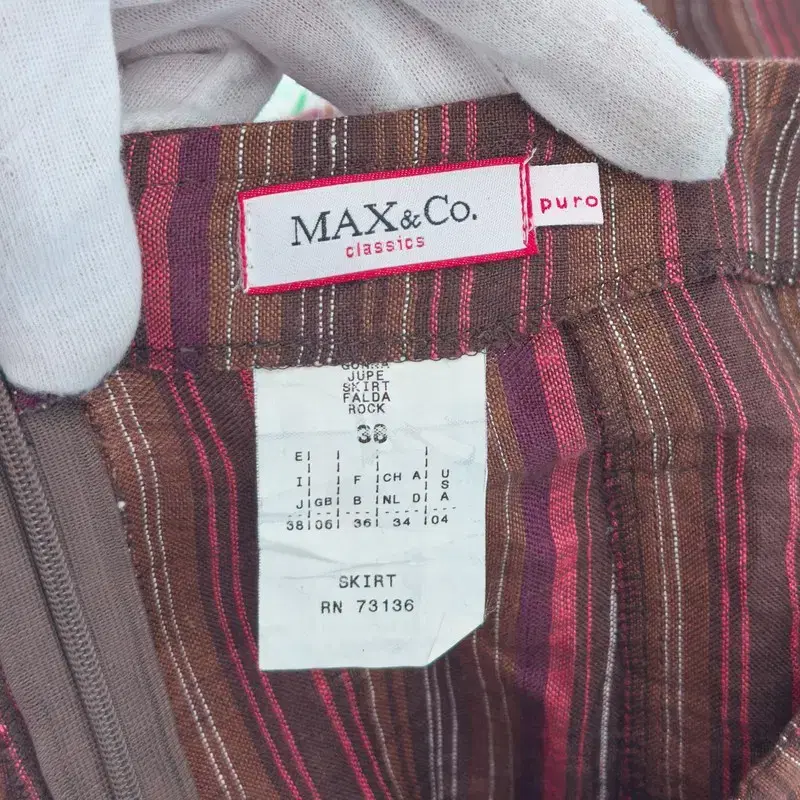 MAX&Co.
classics
puro
GONNA
JUPE
SKIRT
FALDA
ROCK
38
E
I F CH A U S A
J GB B NL D
38 06 36 34 04
SKIRT
RN 73136